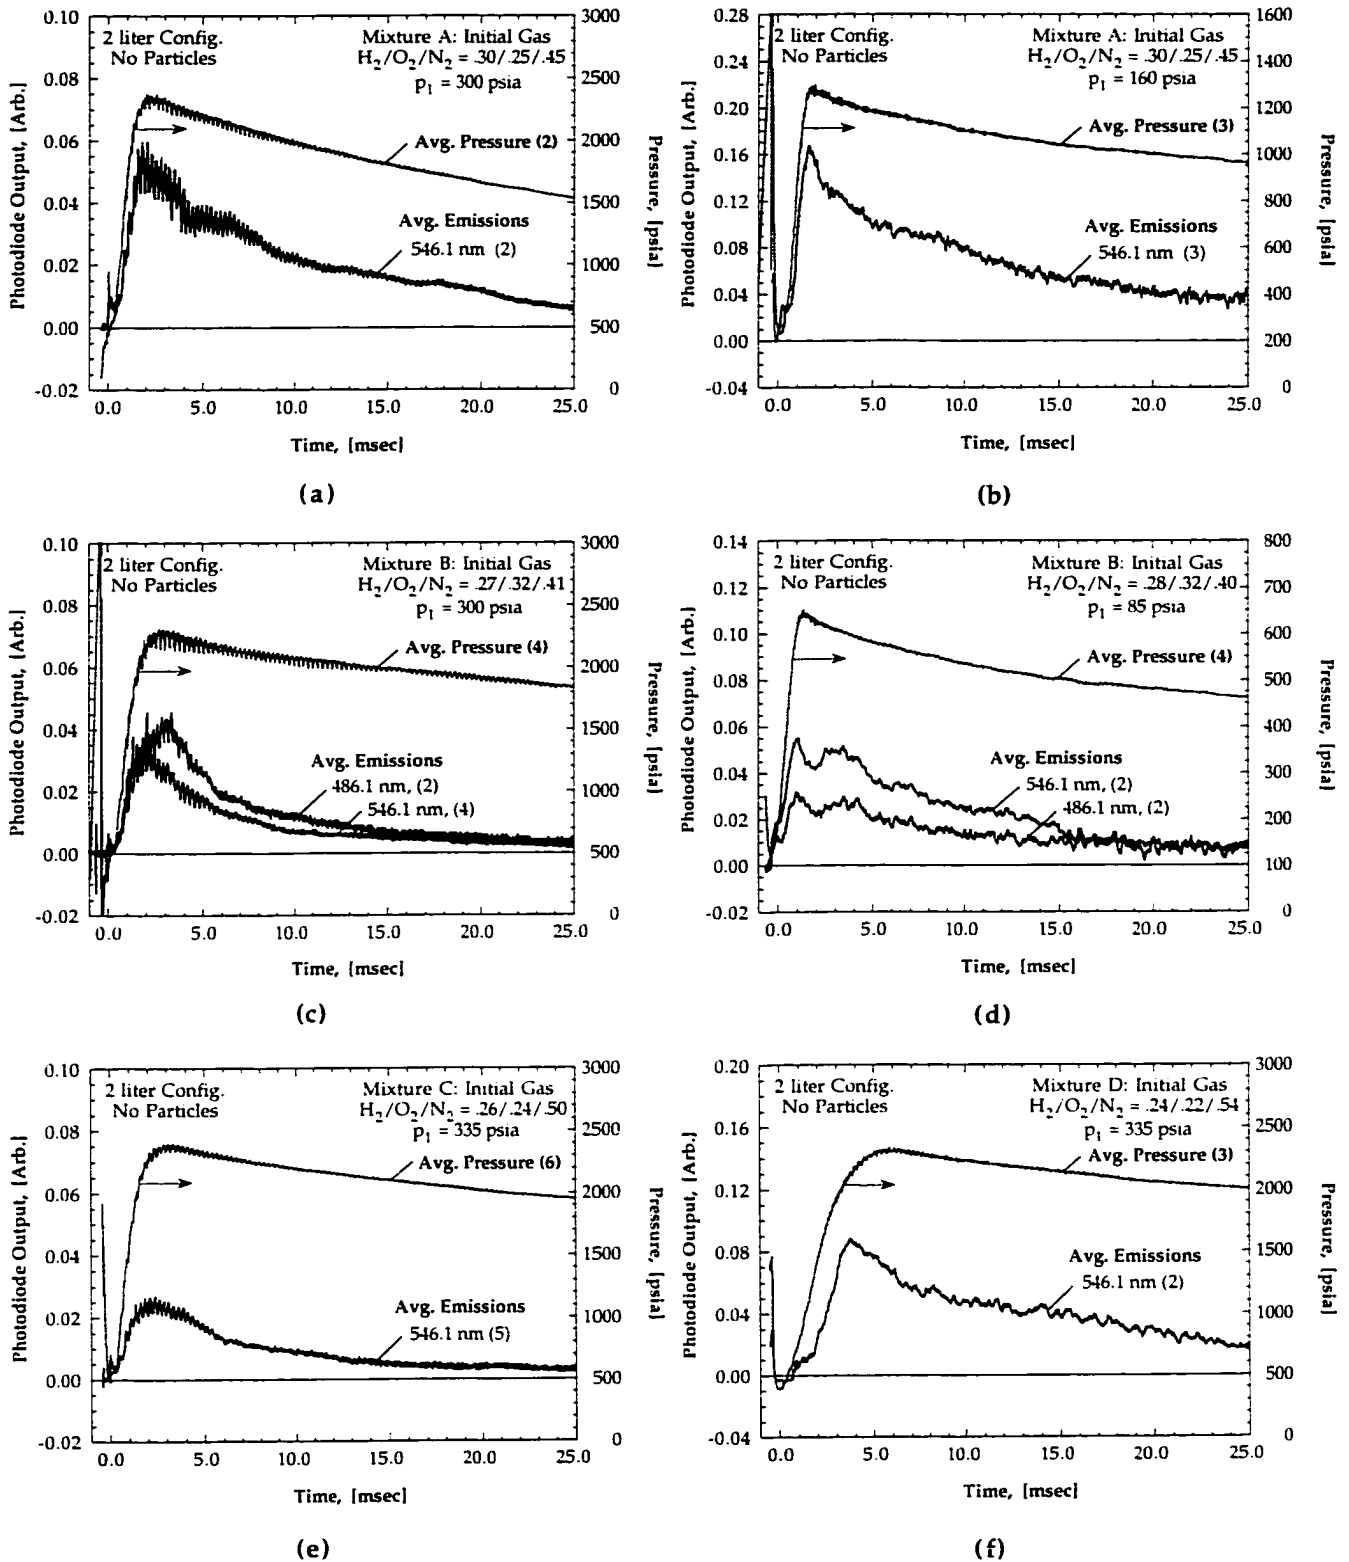 0.10
0.08
0.06
0.04
0.02
0.00
-0.02
Photodiode Output, [Arb.]
2 liter Config.
No Particles
Mixture A: Initial Gas
H2/O2/N2 = .30/.25/.45
p1 = 300 psia
Avg. Pressure (2)
Avg. Emissions
546.1 nm (2)
3000
2500
2000
1500
1000
500
0
Pressure, [psia]
0.0 5.0 10.0 15.0 20.0 25.0
Time, [msec]
(a)
0.28
0.24
0.20
0.16
0.12
0.08
0.04
0.00
-0.04
Photodiode Output, [Arb.]
2 liter Config.
No Particles
Mixture A: Initial Gas
H2/O2/N2 = .30/.25/.45
p1 = 160 psia
Avg. Pressure (3)
Avg. Emissions
546.1 nm (3)
1600
1400
1200
1000
800
600
400
200
0
Pressure, [psia]
0.0 5.0 10.0 15.0 20.0 25.0
Time, [msec]
(b)
0.10
0.08
0.06
0.04
0.02
0.00
-0.02
Photodiode Output, [Arb.]
2 liter Config.
No Particles
Mixture B: Initial Gas
H2/O2/N2 = .27/.32/.41
p1 = 300 psia
Avg. Pressure (4)
Avg. Emissions
486.1 nm, (2)
546.1 nm, (4)
3000
2500
2000
1500
1000
500
0
Pressure, [psia]
0.0 5.0 10.0 15.0 20.0 25.0
Time, [msec]
(c)
0.14
0.12
0.10
0.08
0.06
0.04
0.02
0.00
-0.02
Photodiode Output, [Arb.]
2 liter Config.
No Particles
Mixture B: Initial Gas
H2/O2/N2 = .28/.32/.40
p1 = 85 psia
Avg. Pressure (4)
Avg. Emissions
546.1 nm, (2)
486.1 nm, (2)
800
700
600
500
400
300
200
100
0
Pressure, [psia]
0.0 5.0 10.0 15.0 20.0 25.0
Time, [msec]
(d)
0.10
0.08
0.06
0.04
0.02
0.00
-0.02
Photodiode Output, [Arb.]
2 liter Config.
No Particles
Mixture C: Initial Gas
H2/O2/N2 = .26/.24/.50
p1 = 335 psia
Avg. Pressure (6)
Avg. Emissions
546.1 nm (5)
3000
2500
2000
1500
1000
500
0
Pressure, [psia]
0.0 5.0 10.0 15.0 20.0 25.0
Time, [msec]
(e)
0.20
0.16
0.12
0.08
0.04
0.00
-0.04
Photodiode Output, [Arb.]
2 liter Config.
No Particles
Mixture D: Initial Gas
H2/O2/N2 = .24/.22/.54
p1 = 335 psia
Avg. Pressure (3)
Avg. Emissions
546.1 nm (2)
3000
2500
2000
1500
1000
500
0
Pressure, [psia]
0.0 5.0 10.0 15.0 20.0 25.0
Time, [msec]
(f)